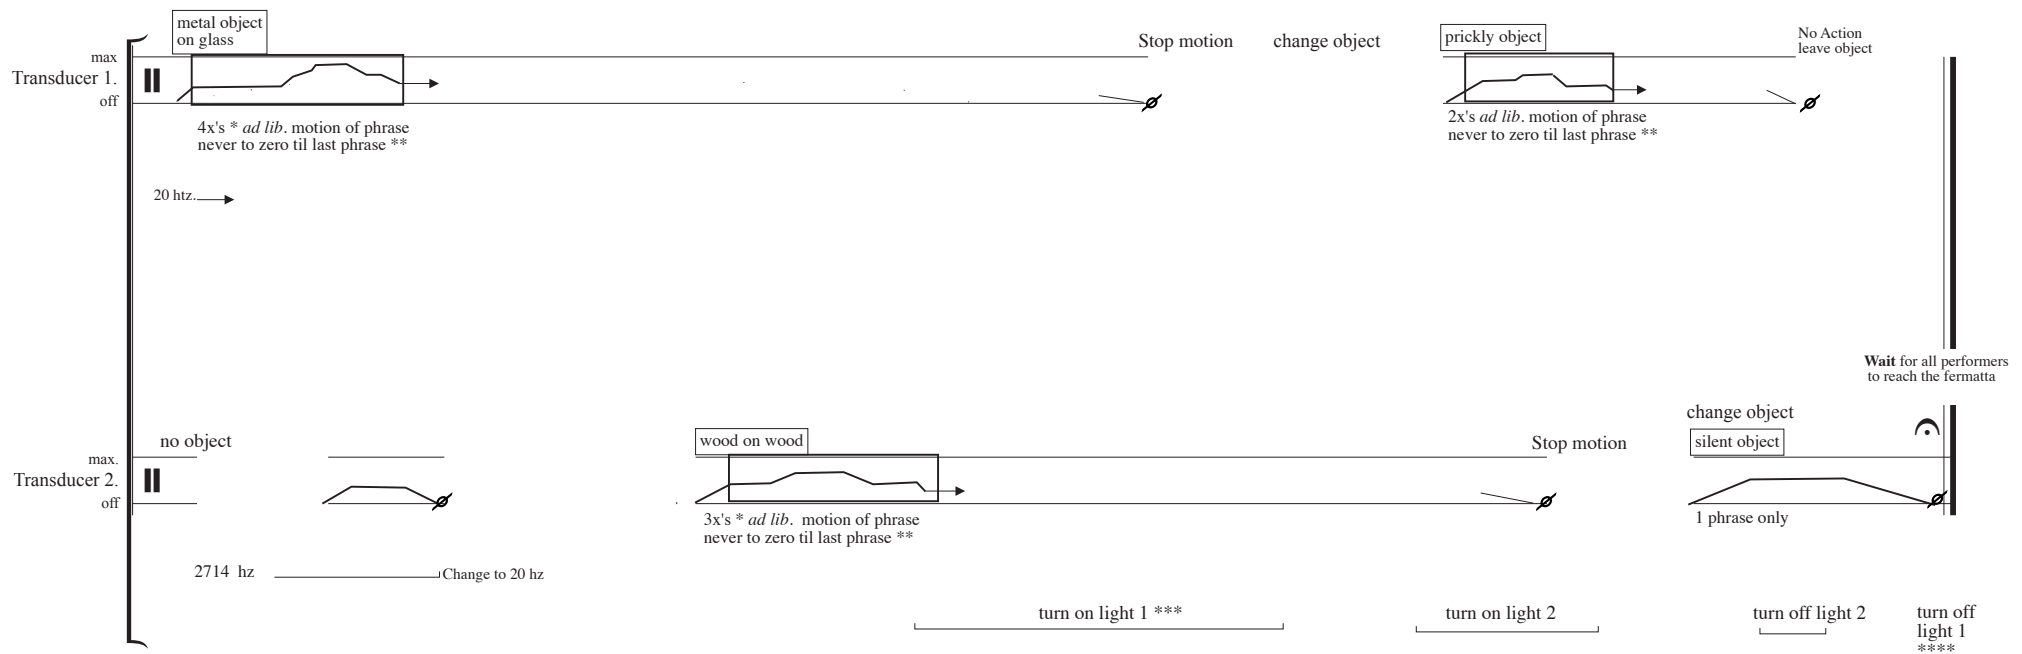 metal object
on glass
Stop motion
change object
prickly object
No Action
leave object
max
Transducer 1.
off
4x's * ad lib. motion of phrase
never to zero til last phrase **
2x's ad lib. motion of phrase
never to zero til last phrase **
20 htz.
Wait for all performers
to reach the fermatta
change object
no object
wood on wood
Stop motion
silent object
max.
Transducer 2.
off
3x's * ad lib. motion of phrase
never to zero til last phrase **
1 phrase only
2714 hz
Change to 20 hz
turn on light 1 ***
turn on light 2
turn off light 2
turn off
light 1
****